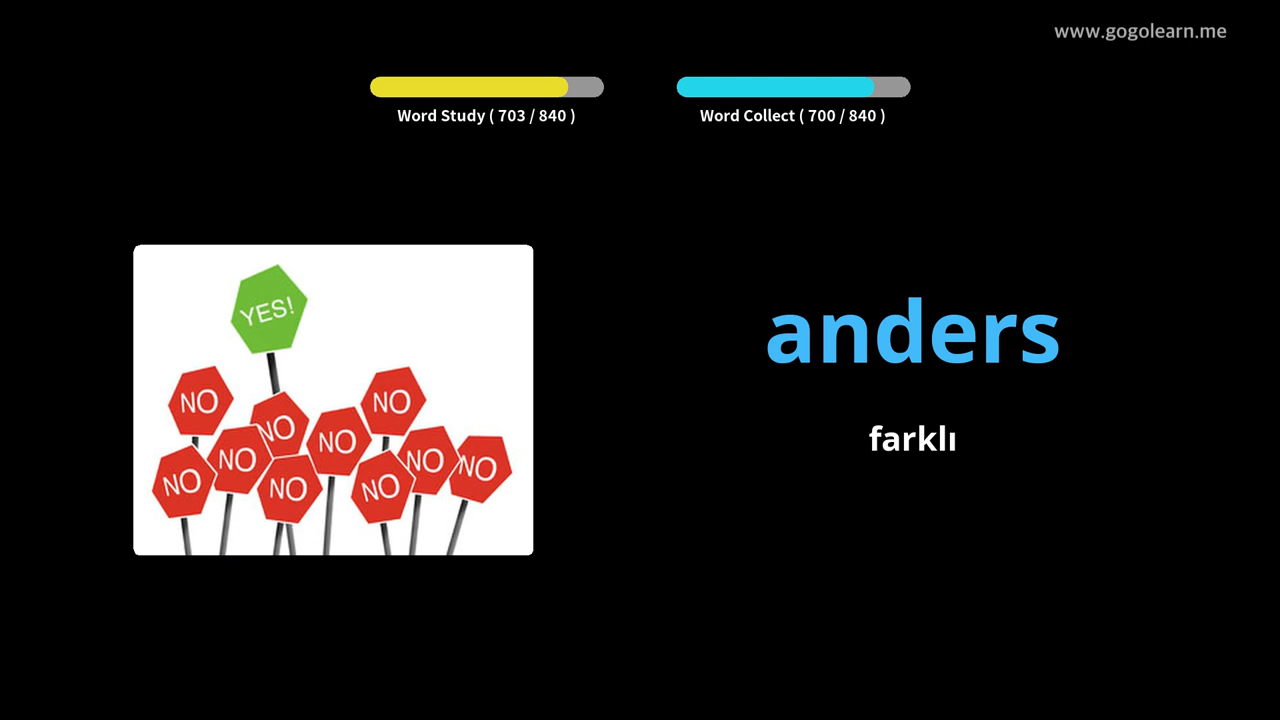 www.gogolearn.me
Word Study ( 703 / 840 )
Word Collect ( 700 / 840 )
YES!
NO
NO
NO
NO
NO
NO
NO
NO
NO
NO
anders
farklı